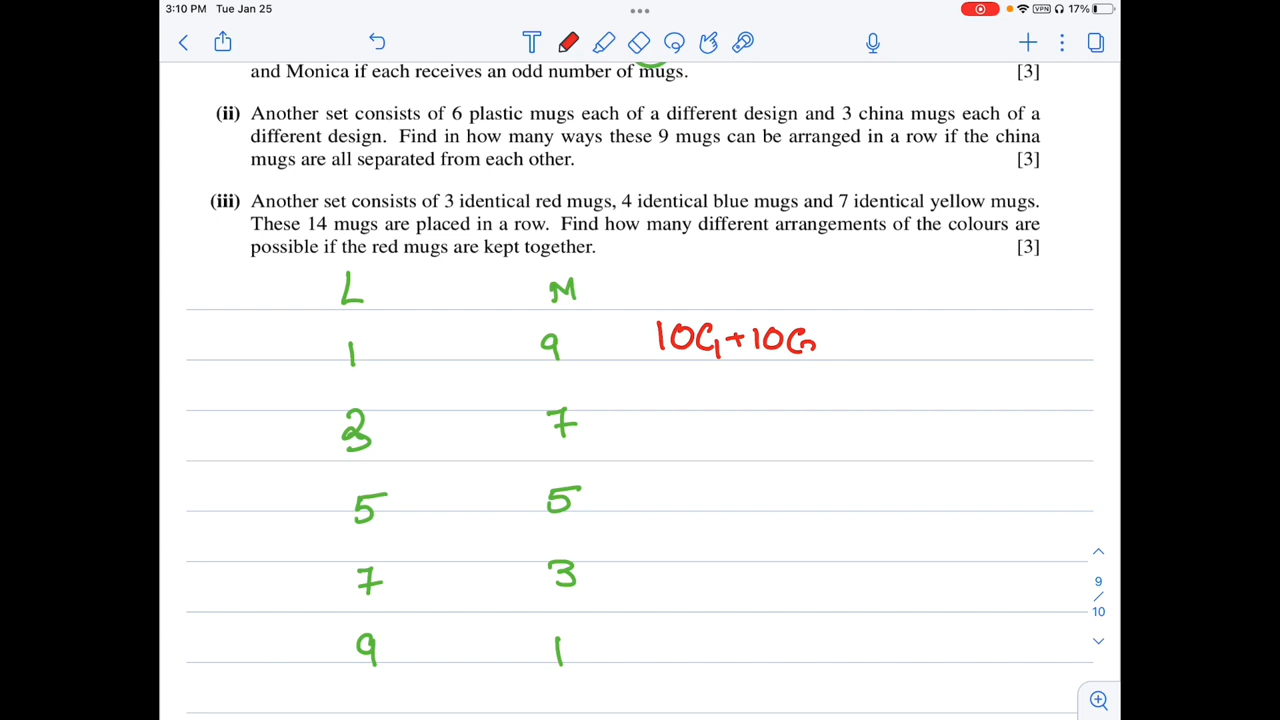 3:10 PM Tue Jan 25
VPN 17%
and Monica if each receives an odd number of mugs. [3]
(ii) Another set consists of 6 plastic mugs each of a different design and 3 china mugs each of a
different design. Find in how many ways these 9 mugs can be arranged in a row if the china
mugs are all separated from each other. [3]
(iii) Another set consists of 3 identical red mugs, 4 identical blue mugs and 7 identical yellow mugs.
These 14 mugs are placed in a row. Find how many different arrangements of the colours are
possible if the red mugs are kept together. [3]
L M
1 9 10C1 + 10C3
3 7
5 5
7 3
9 1
9 / 10